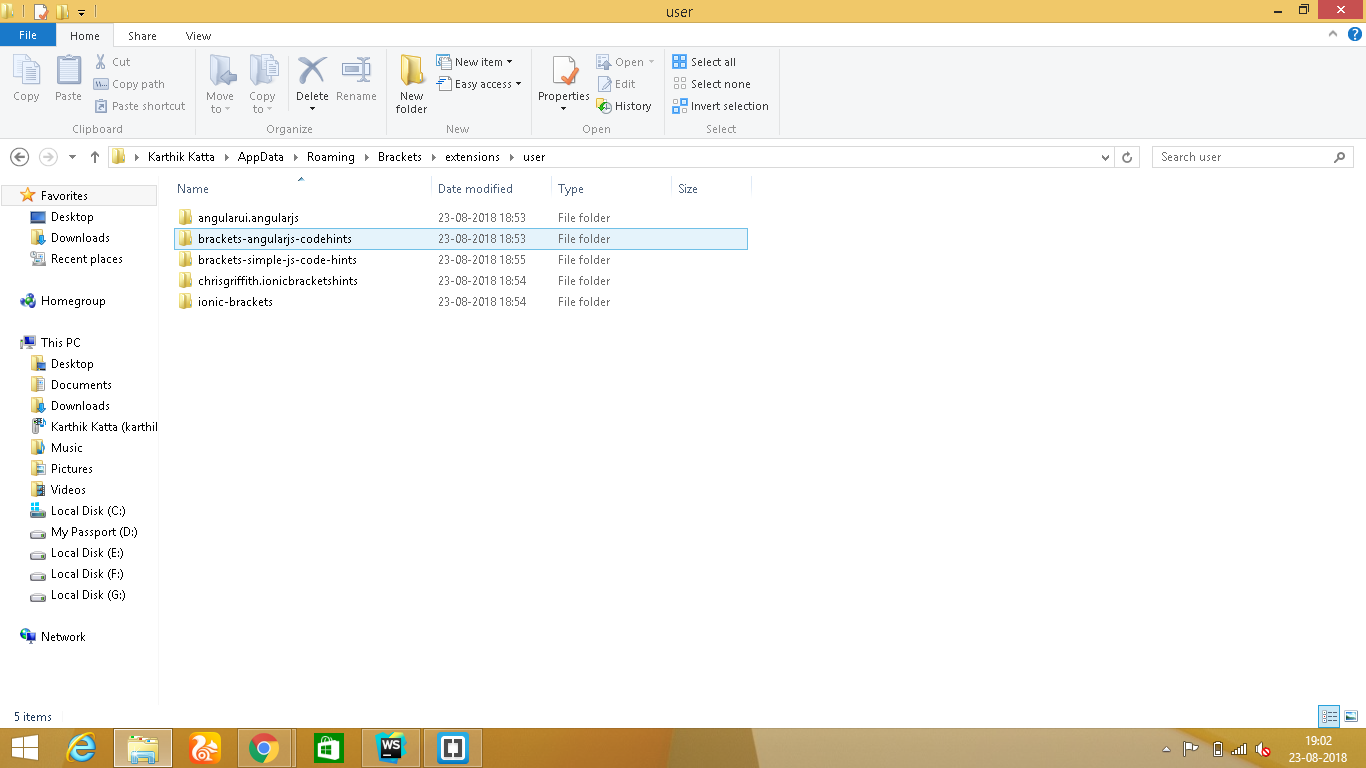 user
File Home Share View
Copy
Paste
Cut
Copy path
Paste shortcut
Clipboard
Move to
Copy to
Delete
Rename
Organize
New folder
New item
Easy access
New
Properties
Open
Edit
History
Open
Select all
Select none
Invert selection
Select
Karthik Katta AppData Roaming Brackets extensions user
Search user
Name Date modified Type Size
angularui.angularjs 23-08-2018 18:53 File folder
brackets-angularjs-codehints 23-08-2018 18:53 File folder
brackets-simple-js-code-hints 23-08-2018 18:55 File folder
chrisgriffith.ionicbracketshints 23-08-2018 18:54 File folder
ionic-brackets 23-08-2018 18:54 File folder
Favorites
Desktop
Downloads
Recent places
Homegroup
This PC
Desktop
Documents
Downloads
Karthik Katta (karthil
Music
Pictures
Videos
Local Disk (C:)
My Passport (D:)
Local Disk (E:)
Local Disk (F:)
Local Disk (G:)
Network
5 items
WS
19:02
23-08-2018